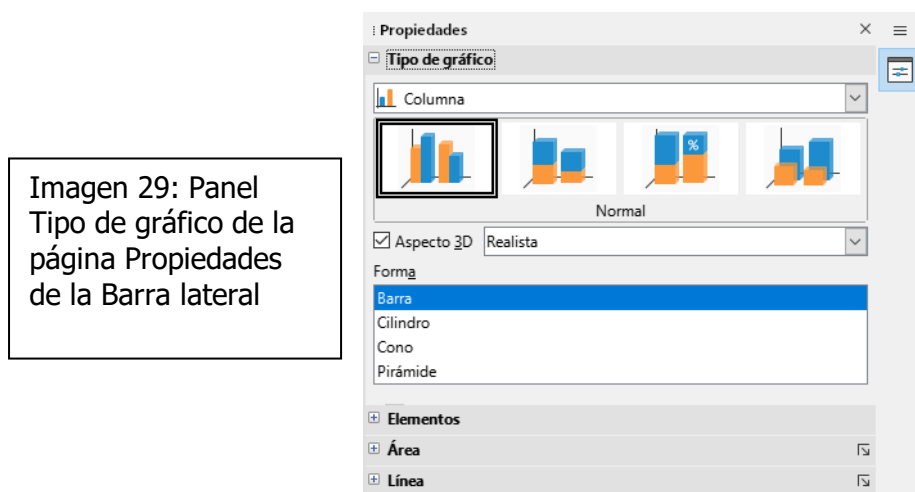 Imagen 29: Panel
Tipo de gráfico de la
página Propiedades
de la Barra lateral
Propiedades
Tipo de gráfico
Columna
%
Normal
Aspecto 3D Realista
Forma
Barra
Cilindro
Cono
Pirámide
Elementos
Área
Línea